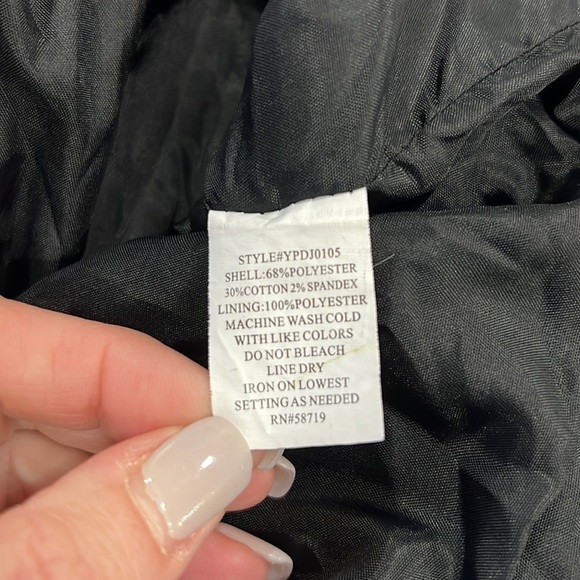 STYLE#YPDJ0105
SHELL:68%POLYESTER
30%COTTON 2% SPANDEX
LINING:100%POLYESTER
MACHINE WASH COLD
WITH LIKE COLORS
DO NOT BLEACH
LINE DRY
IRON ON LOWEST
SETTING AS NEEDED
RN#58719